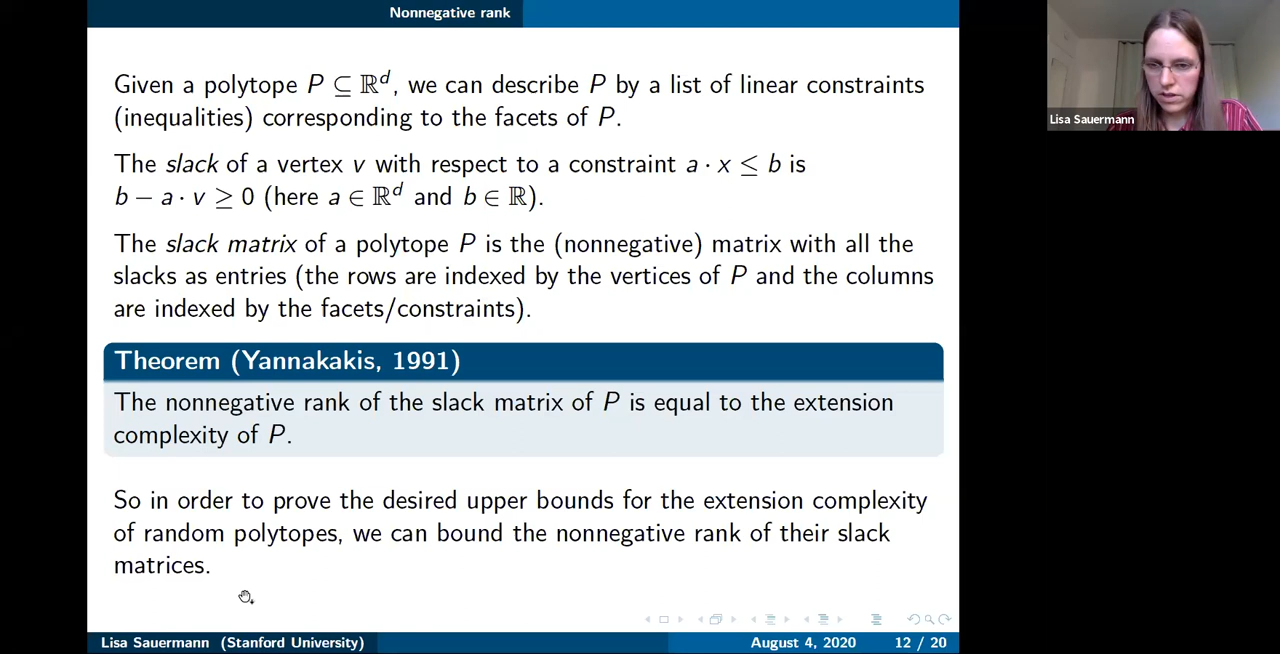 Nonnegative rank
Given a polytope P ⊆ ℝᵈ, we can describe P by a list of linear constraints
(inequalities) corresponding to the facets of P.
The slack of a vertex v with respect to a constraint a · x ≤ b is
b − a · v ≥ 0 (here a ∈ ℝᵈ and b ∈ ℝ).
The slack matrix of a polytope P is the (nonnegative) matrix with all the
slacks as entries (the rows are indexed by the vertices of P and the columns
are indexed by the facets/constraints).
Theorem (Yannakakis, 1991)
The nonnegative rank of the slack matrix of P is equal to the extension
complexity of P.
So in order to prove the desired upper bounds for the extension complexity
of random polytopes, we can bound the nonnegative rank of their slack
matrices.
Lisa Sauermann (Stanford University) August 4, 2020 12 / 20
Lisa Sauermann